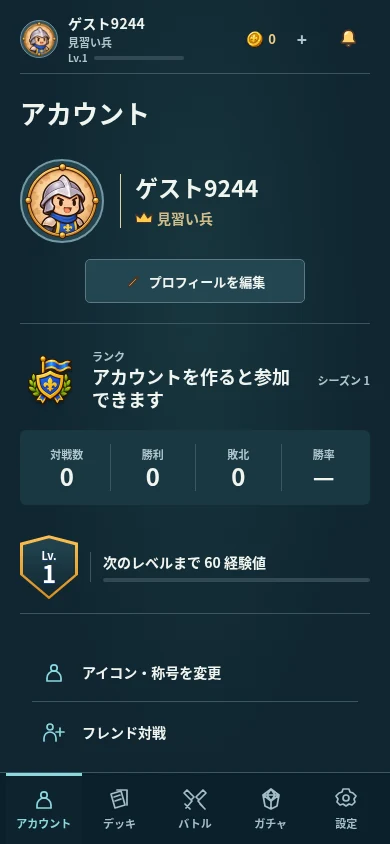 ゲスト9244
見習い兵
Lv.1
0
+
アカウント
ゲスト9244
見習い兵
プロフィールを編集
ランク
アカウントを作ると参加
できます
シーズン 1
対戦数
勝利
敗北
勝率
0
0
0
—
Lv.
1
次のレベルまで 60 経験値
アイコン・称号を変更
フレンド対戦
アカウント
デッキ
バトル
ガチャ
設定